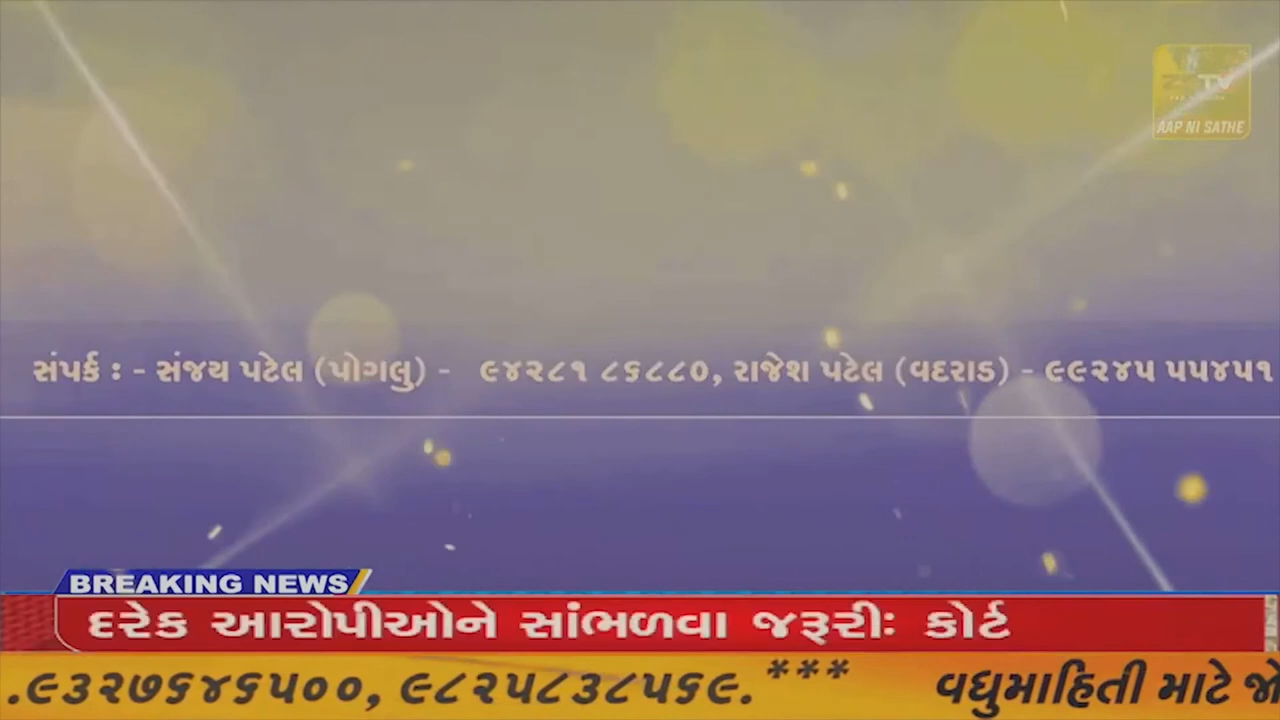 TV
AAP NI SATHE
સંપર્ક : - સંજય પટેલ (પોગલુ) - ૯૪૨૮૧ ૮૬૮૮૦, રાજેશ પટેલ (વદરાડ) - ૯૯૨૪૫ ૫૫૪૫૧
BREAKING NEWS
દરેક આરોપીઓને સાંભળવા જરૂરીઃ કોર્ટ
.૯૩૨૭૬૪૬૫૦૦, ૯૮૨૫૮૩૮૫૬૯. *** વધુમાહિતી માટે જો